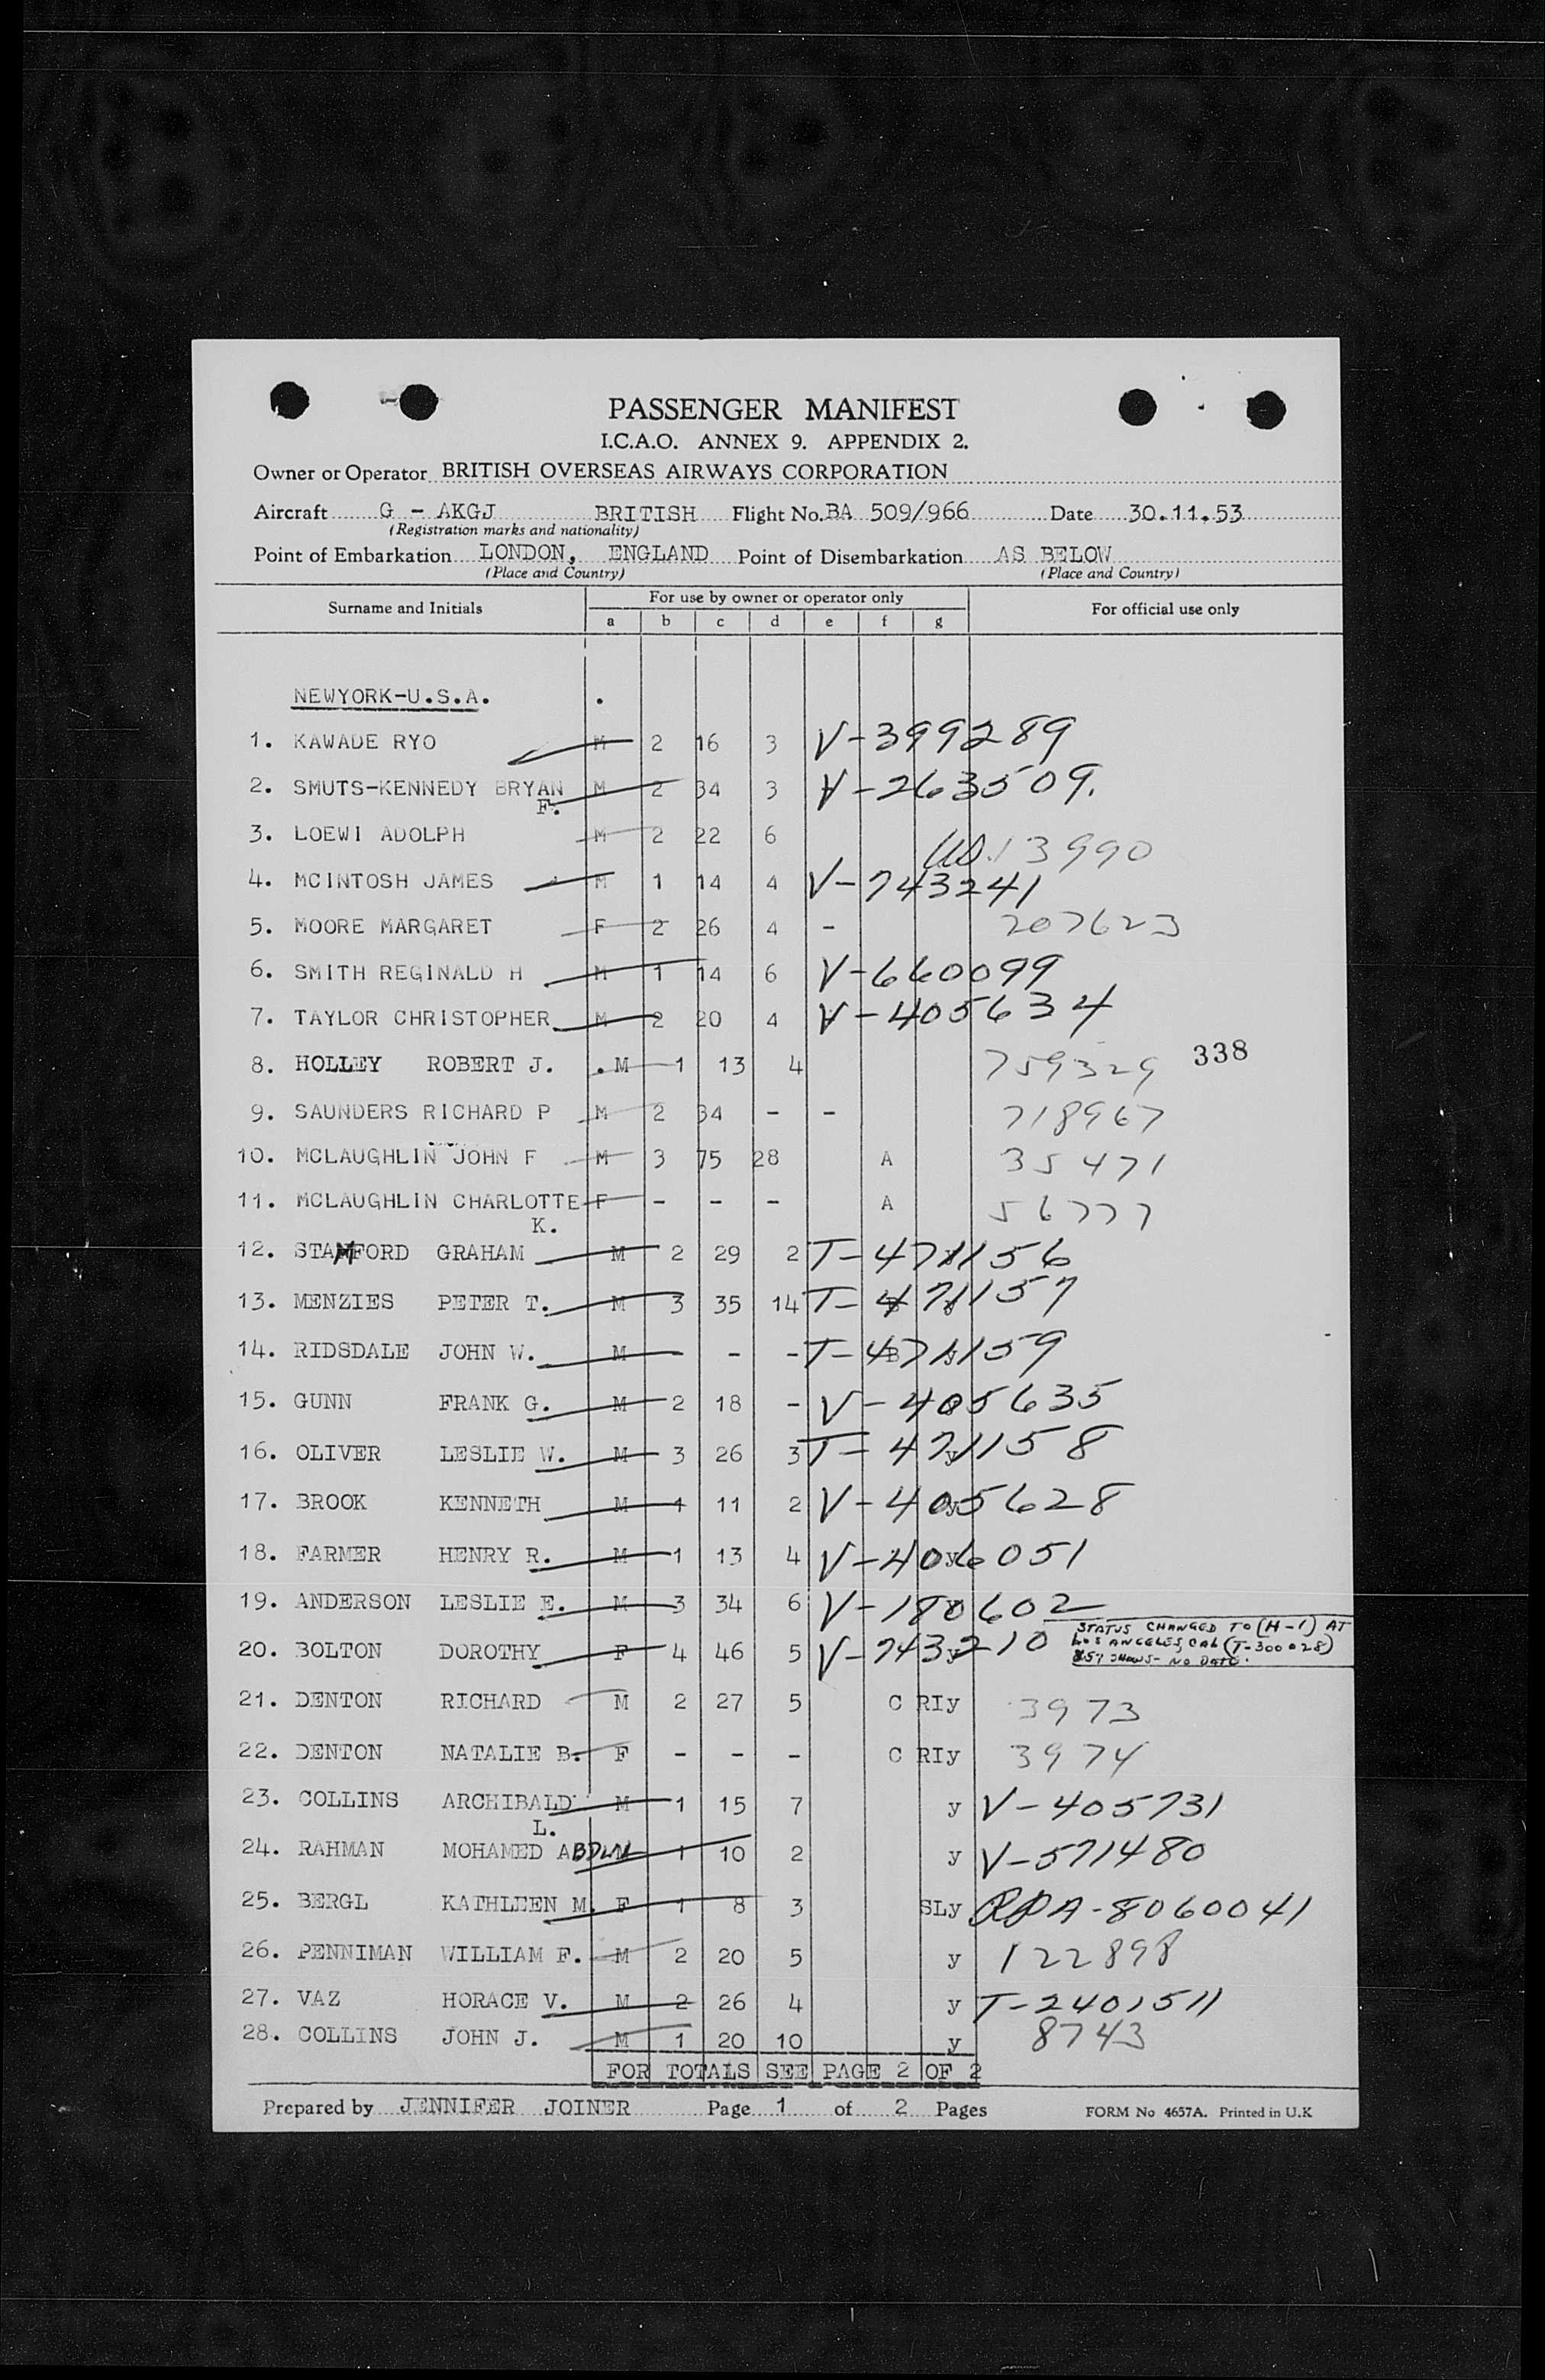 PASSENGER MANIFEST
I.C.A.O. ANNEX 9. APPENDIX 2.
Owner or Operator BRITISH OVERSEAS AIRWAYS CORPORATION
Aircraft G - AKGJ BRITISH Flight No. BA 509/966 Date 30.11.53
(Registration marks and nationality)
Point of Embarkation LONDON, ENGLAND Point of Disembarkation AS BELOW
(Place and Country) (Place and Country)
Surname and Initials For use by owner or operator only For official use only
a b c d e f g
NEWYORK-U.S.A.
1. KAWADE RYO M 2 16 3 V-399289
2. SMUTS-KENNEDY BRYAN M 2 34 3 V-263509.
F.
3. LOEWI ADOLPH M 2 22 6 US.13990
4. MCINTOSH JAMES M 1 14 4 V-743241
5. MOORE MARGARET F 2 26 4 - 207623
6. SMITH REGINALD H M 1 14 6 V-660099
7. TAYLOR CHRISTOPHER M 2 20 4 V-405634
8. HOLLEY ROBERT J. M 1 13 4 759329 338
9. SAUNDERS RICHARD P M 2 34 - - 718967
10. MCLAUGHLIN JOHN F M 3 75 28 A 35471
11. MCLAUGHLIN CHARLOTTE F - - - A 56777
K.
12. STAMFORD GRAHAM M 2 29 2 T-471156
13. MENZIES PETER T. M 3 35 14 T-471157
14. RIDSDALE JOHN W. M - - - T-471159
15. GUNN FRANK G. M 2 18 - V-405635
16. OLIVER LESLIE W. M 3 26 3 T-471158
17. BROOK KENNETH M 1 11 2 V-405628
18. FARMER HENRY R. M 1 13 4 V-406051
19. ANDERSON LESLIE E. M 3 34 6 V-180602
STATUS CHANGED TO (H-1) AT
20. BOLTON DOROTHY F 4 46 5 V-743210 LOS ANGELES, CAL (T-300028)
857 SHOWS - NO DATE.
21. DENTON RICHARD M 2 27 5 C RIy 3973
22. DENTON NATALIE B. F - - - C RIy 3974
23. COLLINS ARCHIBALD M 1 15 7 y V-405731
L.
24. RAHMAN MOHAMED ABDUL 1 10 2 y V-571480
25. BERGL KATHLEEN M. F 1 8 3 SLy RPA-8060041
26. PENNIMAN WILLIAM F. M 2 20 5 y 122898
27. VAZ HORACE V. M 2 26 4 y T-2401511
28. COLLINS JOHN J. M 1 20 10 y 8743
FOR TOTALS SEE PAGE 2 OF 2
Prepared by JENNIFER JOINER Page 1 of 2 Pages FORM No 4657A. Printed in U.K